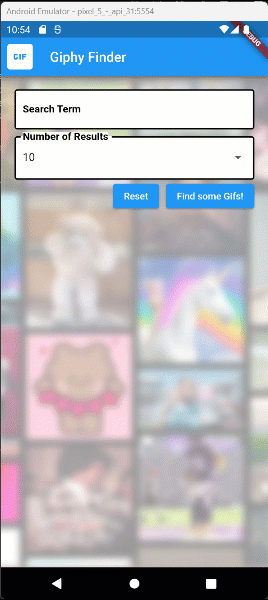 Android Emulator - pixel_5_-_api_31:5554
10:54
DEBUG
GIF
Giphy Finder
Search Term
Number of Results
10
Reset
Find some Gifs!